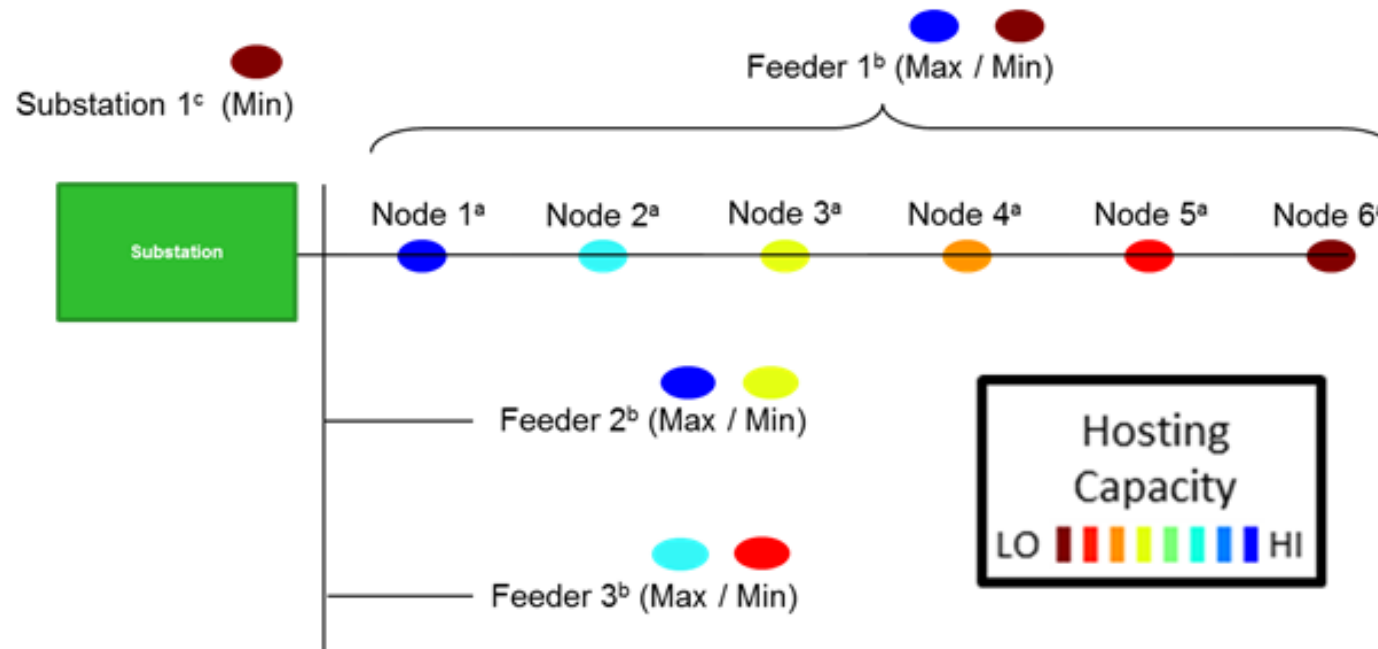 Feeder 1ᵇ (Max / Min)
Substation 1ᶜ (Min)
Node 1ᵃ
Node 2ᵃ
Node 3ᵃ
Node 4ᵃ
Node 5ᵃ
Node 6
Substation
Feeder 2ᵇ (Max / Min)
Hosting
Capacity
LO HI
Feeder 3ᵇ (Max / Min)